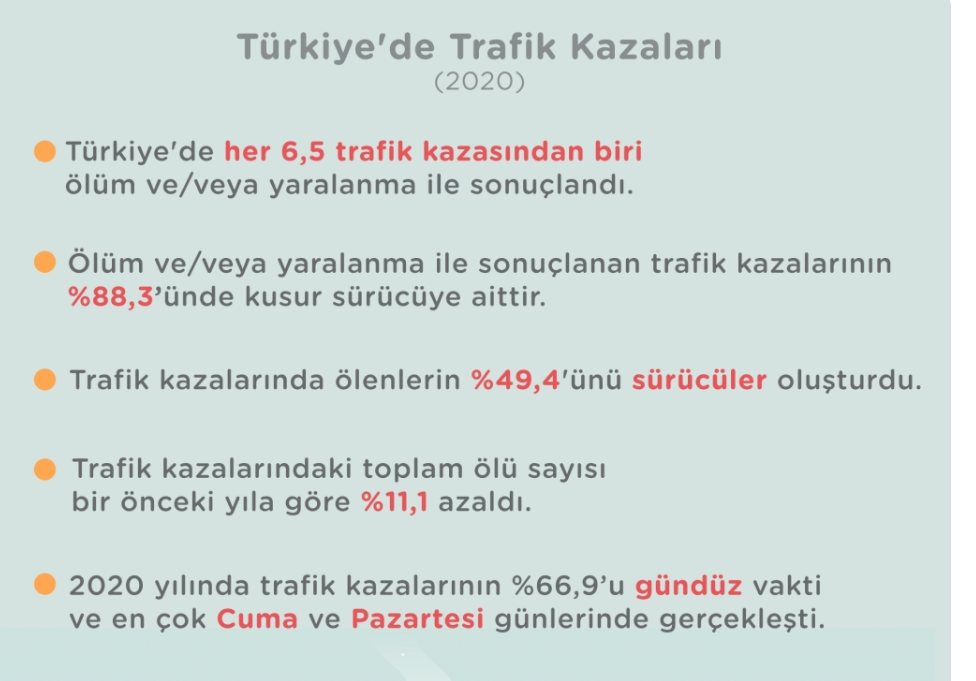 Türkiye'de Trafik Kazaları
(2020)
Türkiye'de her 6,5 trafik kazasından biri
ölüm ve/veya yaralanma ile sonuçlandı.
Ölüm ve/veya yaralanma ile sonuçlanan trafik kazalarının
%88,3’ünde kusur sürücüye aittir.
Trafik kazalarında ölenlerin %49,4'ünü sürücüler oluşturdu.
Trafik kazalarındaki toplam ölü sayısı
bir önceki yıla göre %11,1 azaldı.
2020 yılında trafik kazalarının %66,9’u gündüz vakti
ve en çok Cuma ve Pazartesi günlerinde gerçekleşti.